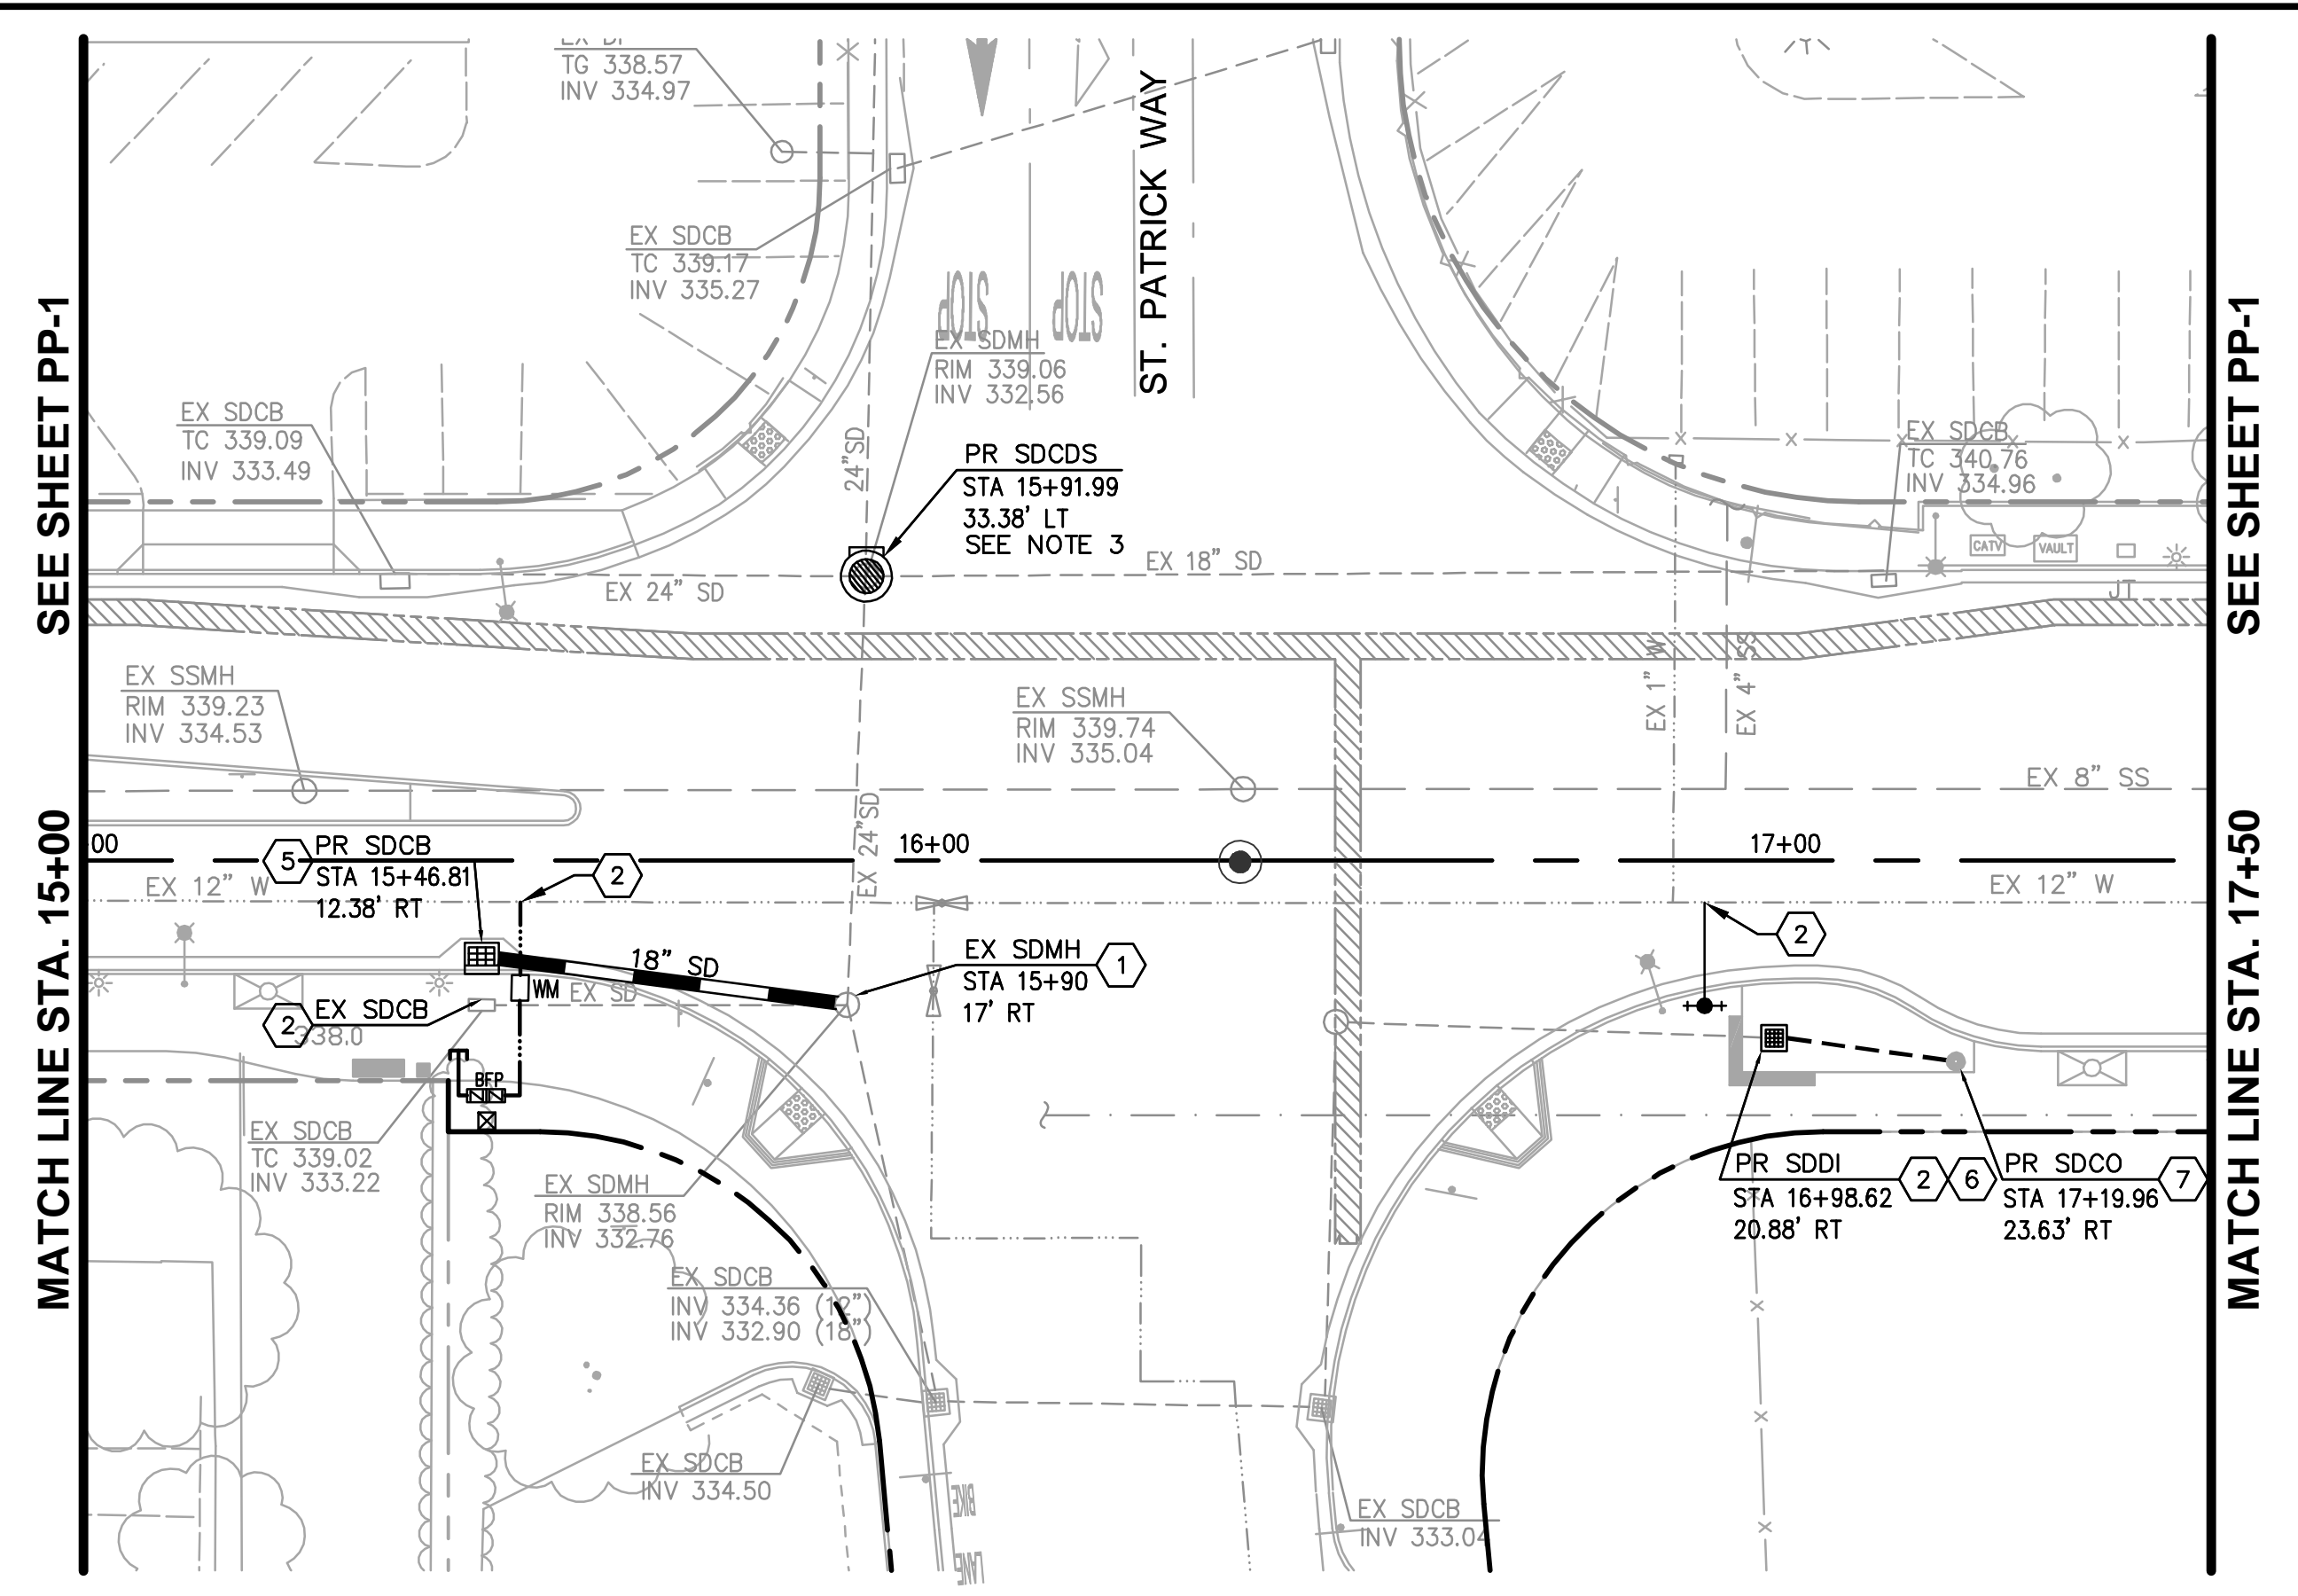 TG 338.57
INV 334.97
ST. PATRICK WAY
EX SDCB
TC 339.17
INV 335.27
STOP
STOP
EX SDMH
RIM 339.06
INV 332.56
SEE SHEET PP-1
SEE SHEET PP-1
EX SDCB
TC 339.09
INV 333.49
24"SD
PR SDCDS
STA 15+91.99
33.38' LT
SEE NOTE 3
EX SDCB
TC 340.76
INV 334.96
CATV
VAULT
JT
EX 18" SD
EX 24" SD
EX SSMH
RIM 339.23
INV 334.53
EX SSMH
RIM 339.74
INV 335.04
EX 1" W
EX 4" SS
EX 8" SS
EX 24"SD
MATCH LINE STA. 15+00
MATCH LINE STA. 17+50
00
5
PR SDCB
STA 15+46.81
12.38' RT
2
16+00
17+00
EX 12" W
EX 12" W
18" SD
EX SDMH
STA 15+90
17' RT
1
2
WM
EX SD
2
EX SDCB
338.0
BFP
EX SDCB
TC 339.02
INV 333.22
EX SDMH
RIM 338.56
INV 332.76
PR SDDI
STA 16+98.62
20.88' RT
2
6
PR SDCO
STA 17+19.96
23.63' RT
7
EX SDCB
INV 334.36 (12")
INV 332.90 (18")
EX SDCB
INV 334.50
EX SDCB
INV 333.04
BIKE
LANE